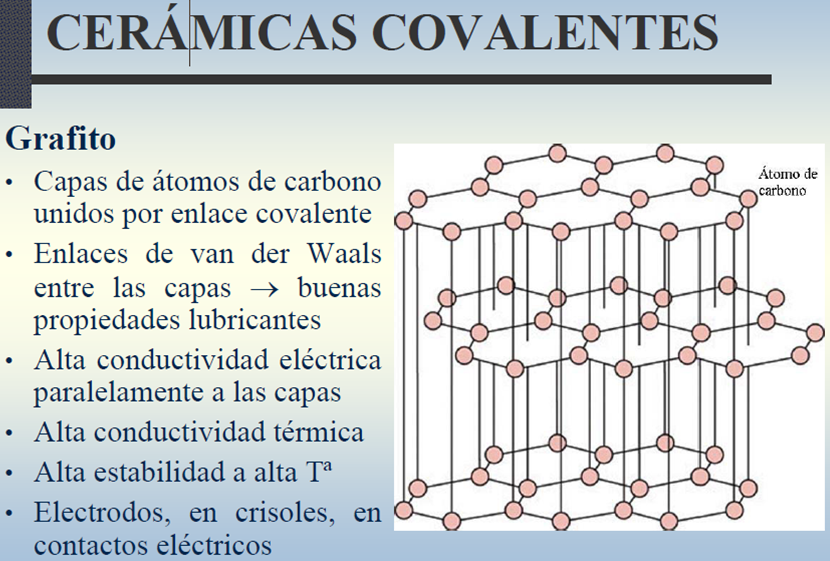 CERÁMICAS COVALENTES
Grafito
• Capas de átomos de carbono
unidos por enlace covalente
• Enlaces de van der Waals
entre las capas → buenas
propiedades lubricantes
• Alta conductividad eléctrica
paralelamente a las capas
• Alta conductividad térmica
• Alta estabilidad a alta Tª
• Electrodos, en crisoles, en
contactos eléctricos
Átomo de
carbono